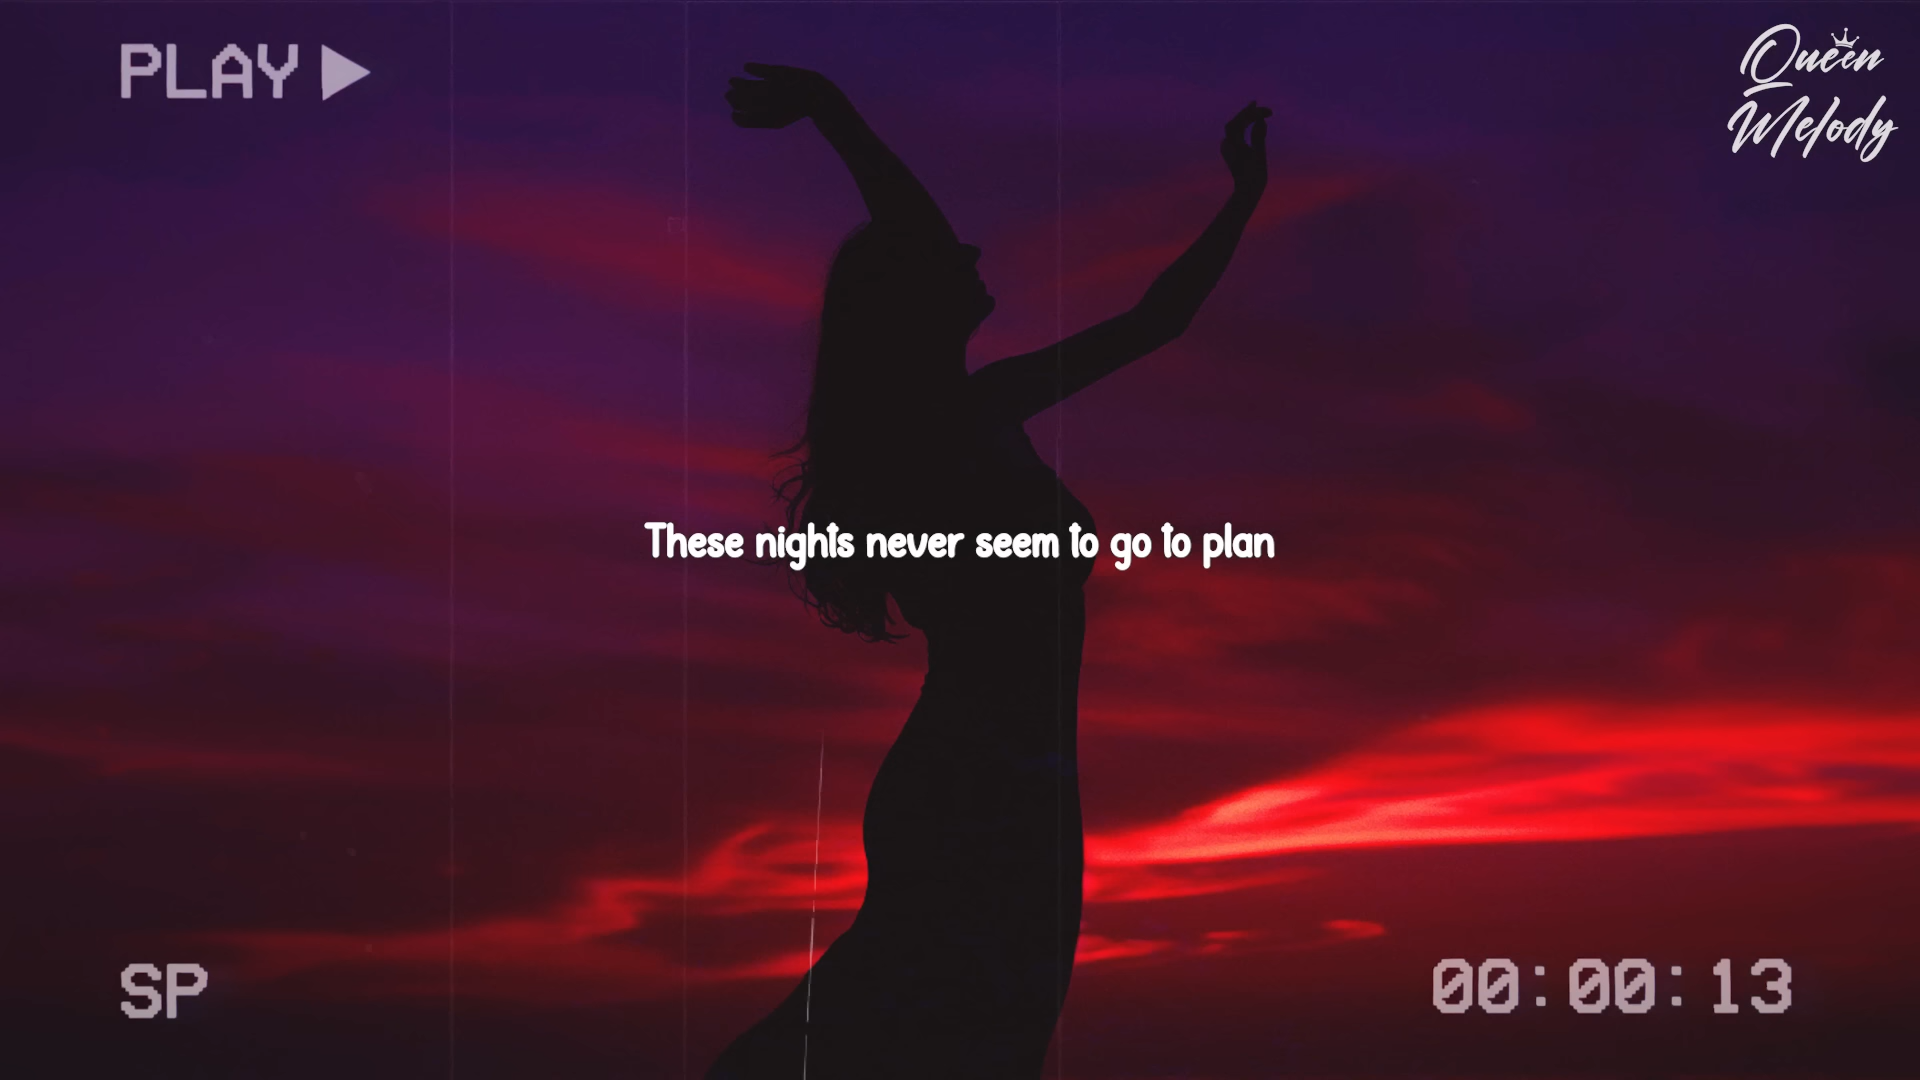 PLAY
Queen
Melody
These nights never seem to go to plan
SP
00:00:13